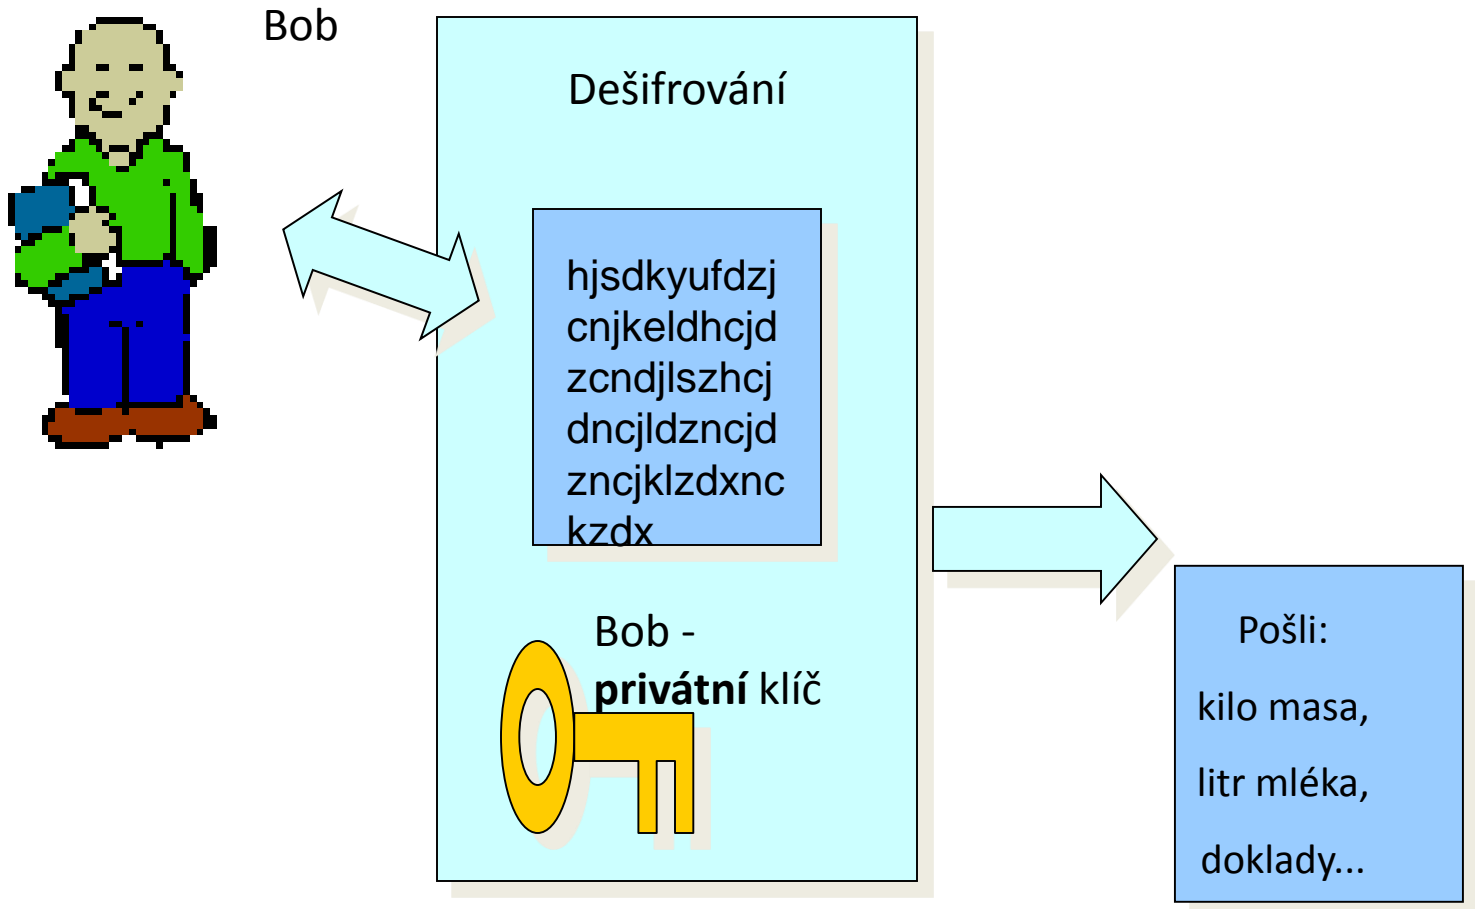 Bob
Dešifrování
hjsdkyufdzj
cnjkeldhcjd
zcndjlszhcj
dncjldzncjd
zncjklzdxnc
kzdx
Bob -
privátní klíč
Pošli:
kilo masa,
litr mléka,
doklady...